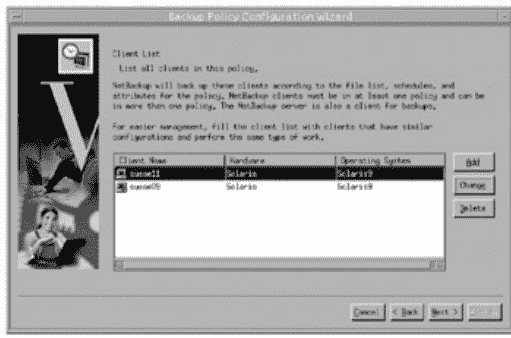 Backup Policy Configuration Wizard
Client List
List all clients in this policy.
NetBackup will back up these clients according to the file list, schedules, and
attributes for the policy. NetBackup clients must be in at least one policy and can be
in more than one policy. The NetBackup server is also a client for backups.
For easier management, fill the client list with clients that have similar
configurations and perform the same type of work.
Client Name Hardware Operating System
Solaris Solaris9
Solaris Solaris9
Add
Change
Delete
Cancel < Back Next >